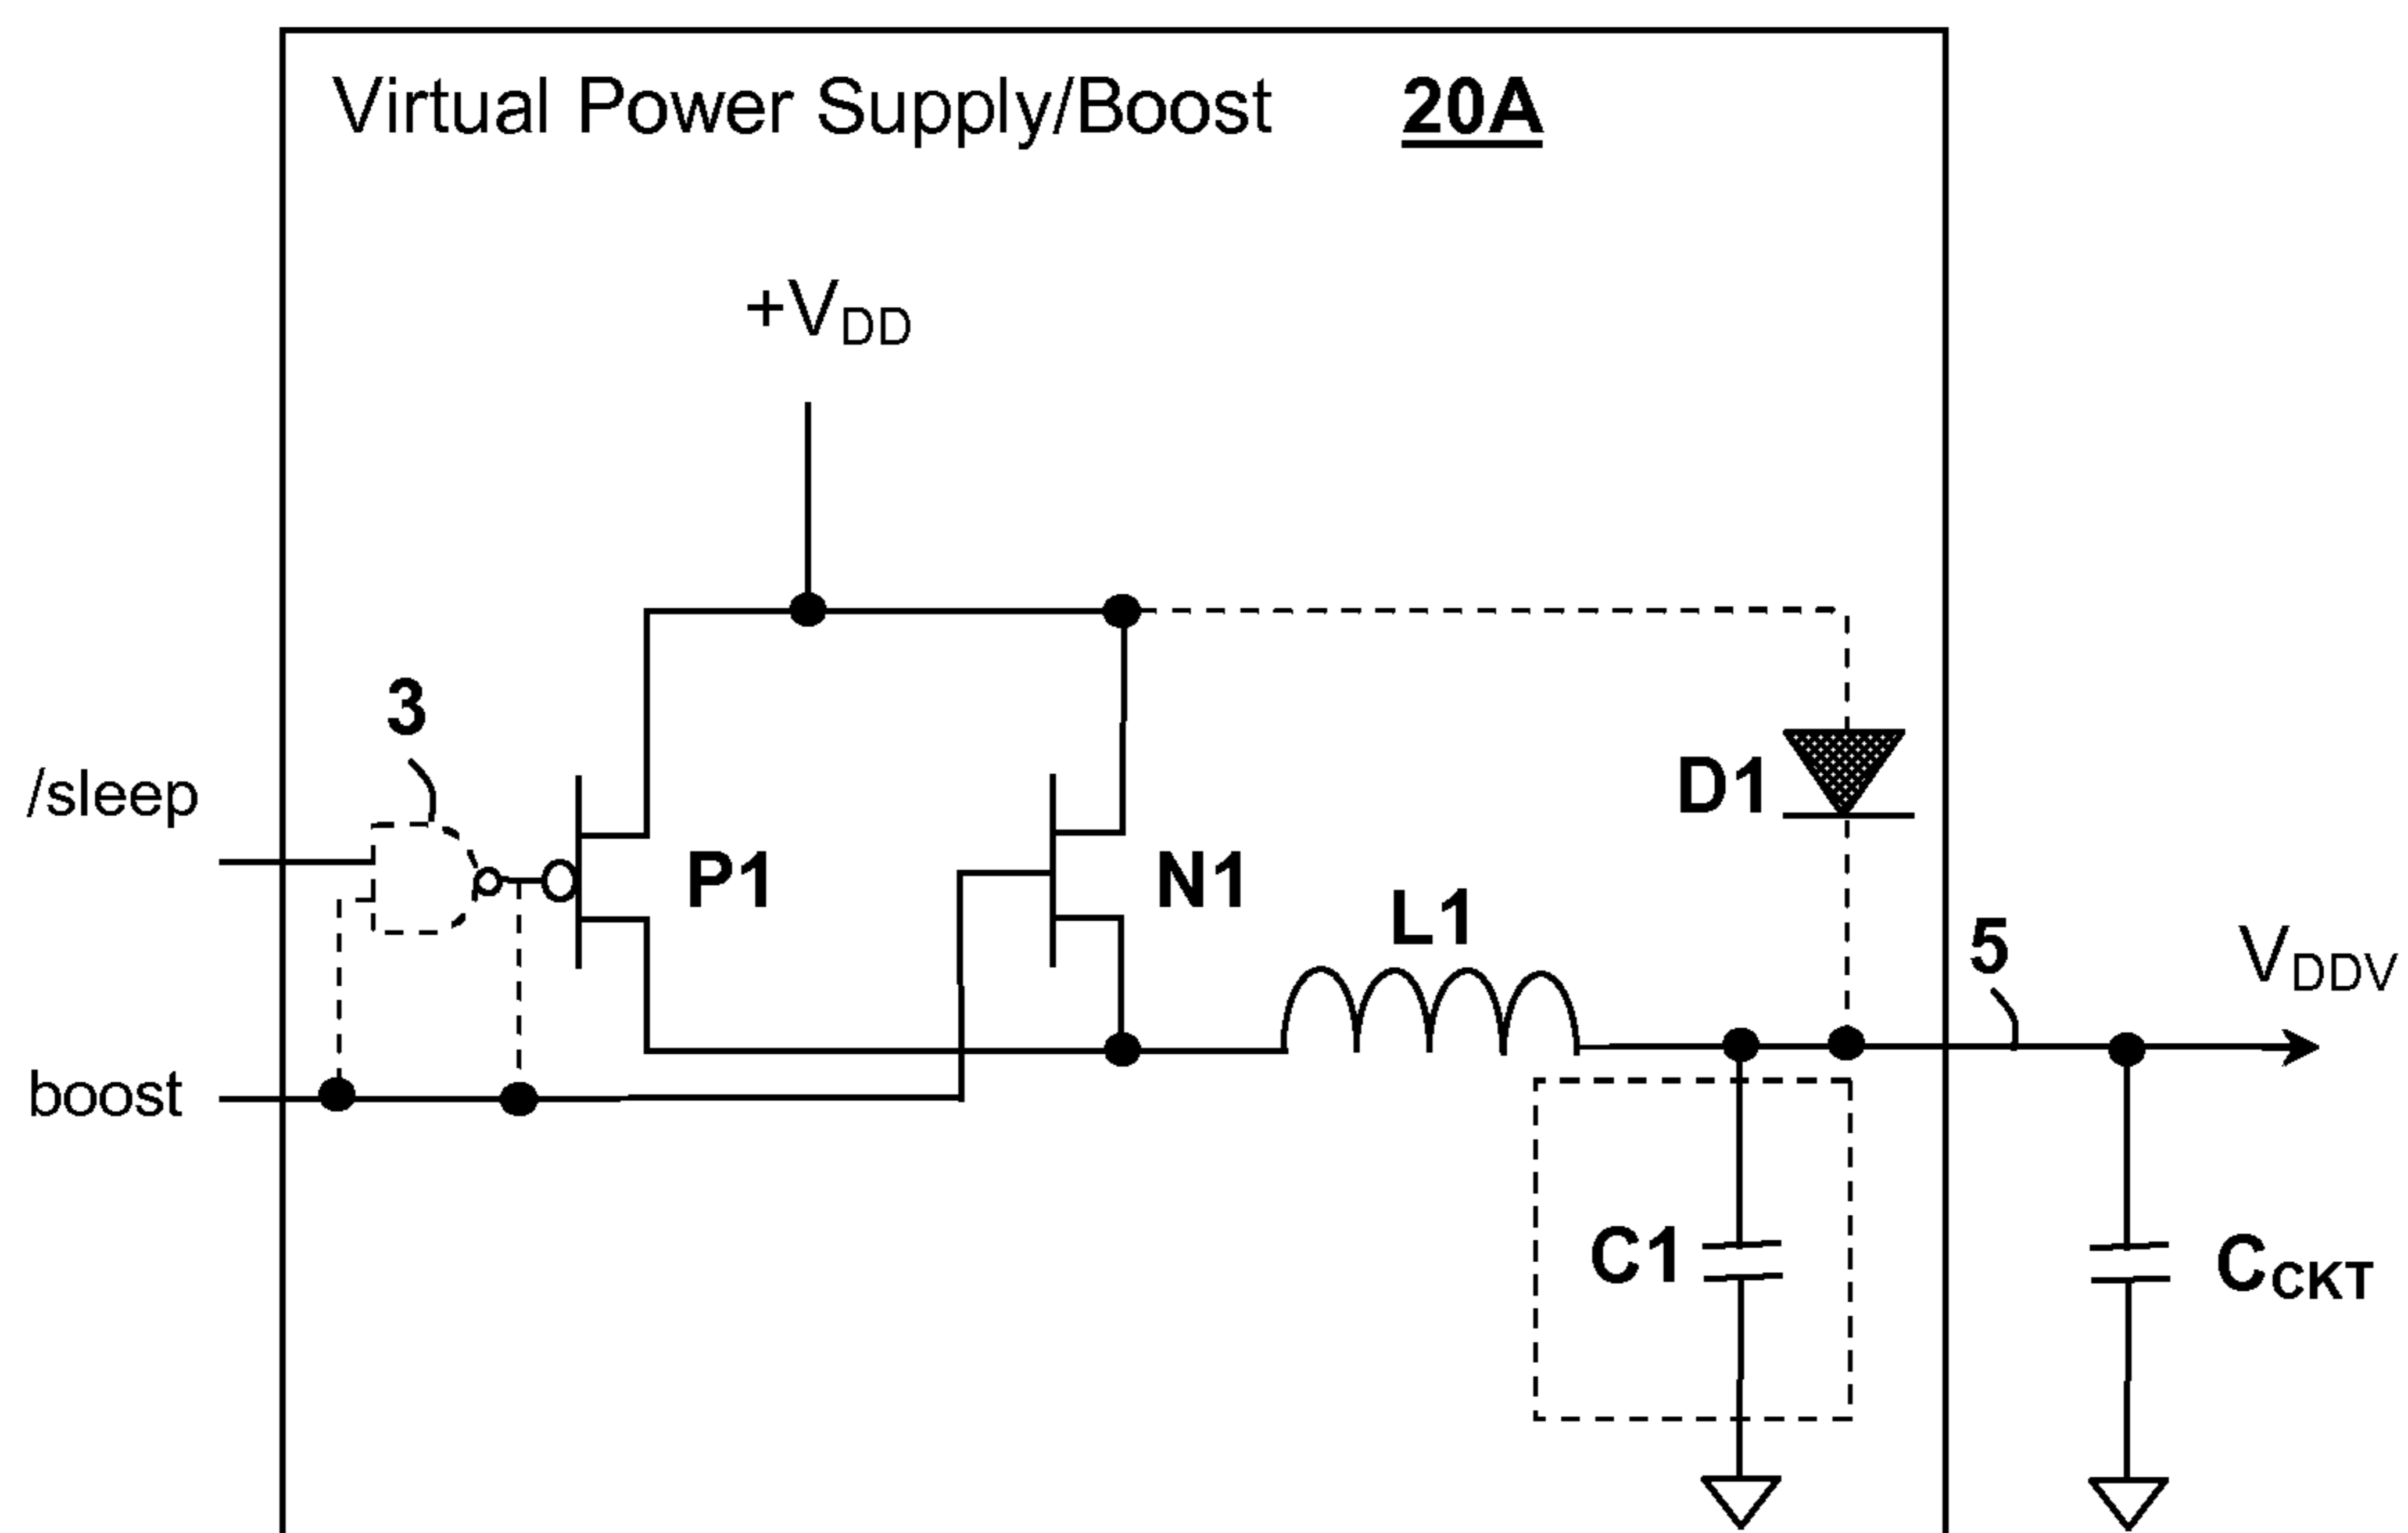 Virtual Power Supply/Boost 20A
+VDD
3
/sleep
P1
N1
D1
L1
5
VDDV
boost
C1
CCKT